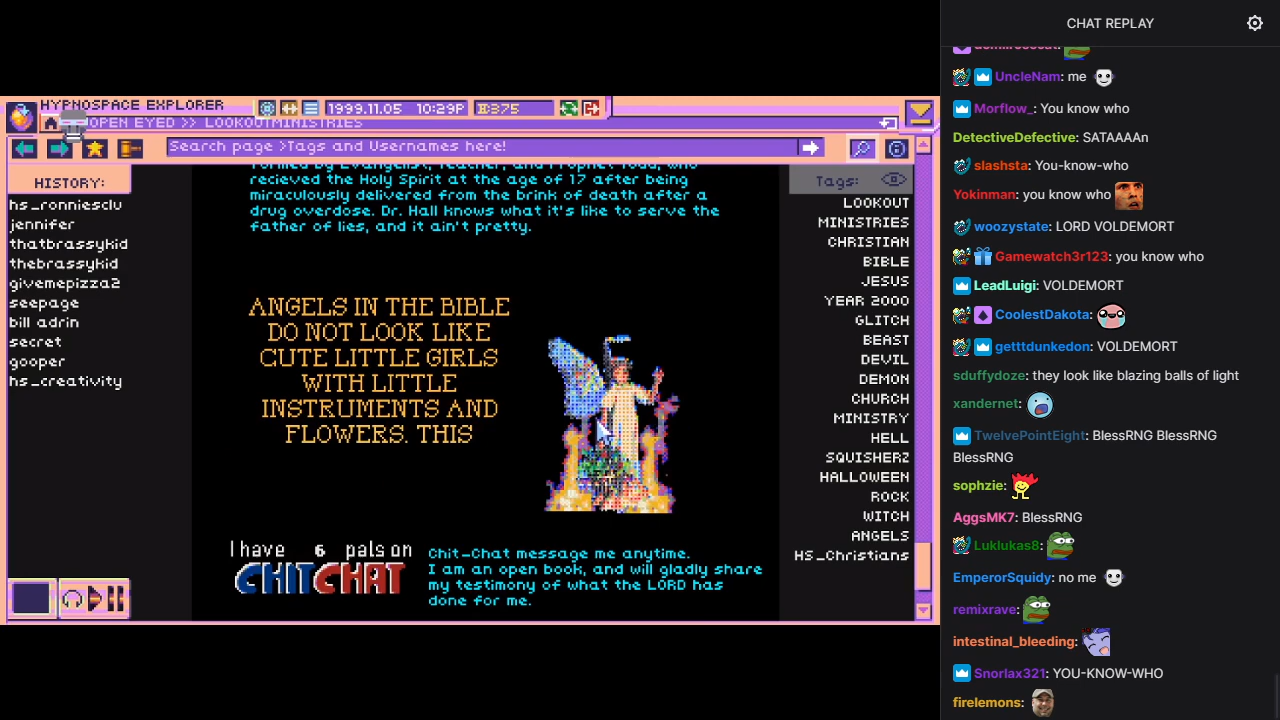 CHAT REPLAY
HYPNOSPACE EXPLORER
1999.11.05 10:29P
375
OPEN EYED >> LOOKOUTMINISTRIES
Search page >Tags and Usernames here!
HISTORY:
hs_ronniesclu
jennifer
thatbrassykid
thebrassykid
givemepizza2
seepage
bill adrin
secret
gooper
hs_creativity
formed by Evangelist, Teacher, and Prophet Todd, who
recieved the Holy Spirit at the age of 17 after being
miraculously delivered from the brink of death after a
drug overdose. Dr. Hall knows what it's like to serve the
father of lies, and it ain't pretty.
ANGELS IN THE BIBLE
DO NOT LOOK LIKE
CUTE LITTLE GIRLS
WITH LITTLE
INSTRUMENTS AND
FLOWERS. THIS
I have 6 pals on
CHITCHAT
Chit-Chat message me anytime.
I am an open book, and will gladly share
my testimony of what the LORD has
done for me.
Tags:
LOOKOUT
MINISTRIES
CHRISTIAN
BIBLE
JESUS
YEAR 2000
GLITCH
BEAST
DEVIL
DEMON
CHURCH
MINISTRY
HELL
SQUISHERZ
HALLOWEEN
ROCK
WITCH
ANGELS
HS_Christians
UncleNam: me
Morflow_: You know who
DetectiveDefective: SATAAAAn
slashsta: You-know-who
Yokinman: you know who
woozystate: LORD VOLDEMORT
Gamewatch3r123: you know who
LeadLuigi: VOLDEMORT
CoolestDakota:
getttdunkedon: VOLDEMORT
sduffydoze: they look like blazing balls of light
xandernet:
TwelvePointEight: BlessRNG BlessRNG
BlessRNG
sophzie:
AggsMK7: BlessRNG
Luklukas8:
EmperorSquidy: no me
remixrave:
intestinal_bleeding:
Snorlax321: YOU-KNOW-WHO
firelemons: